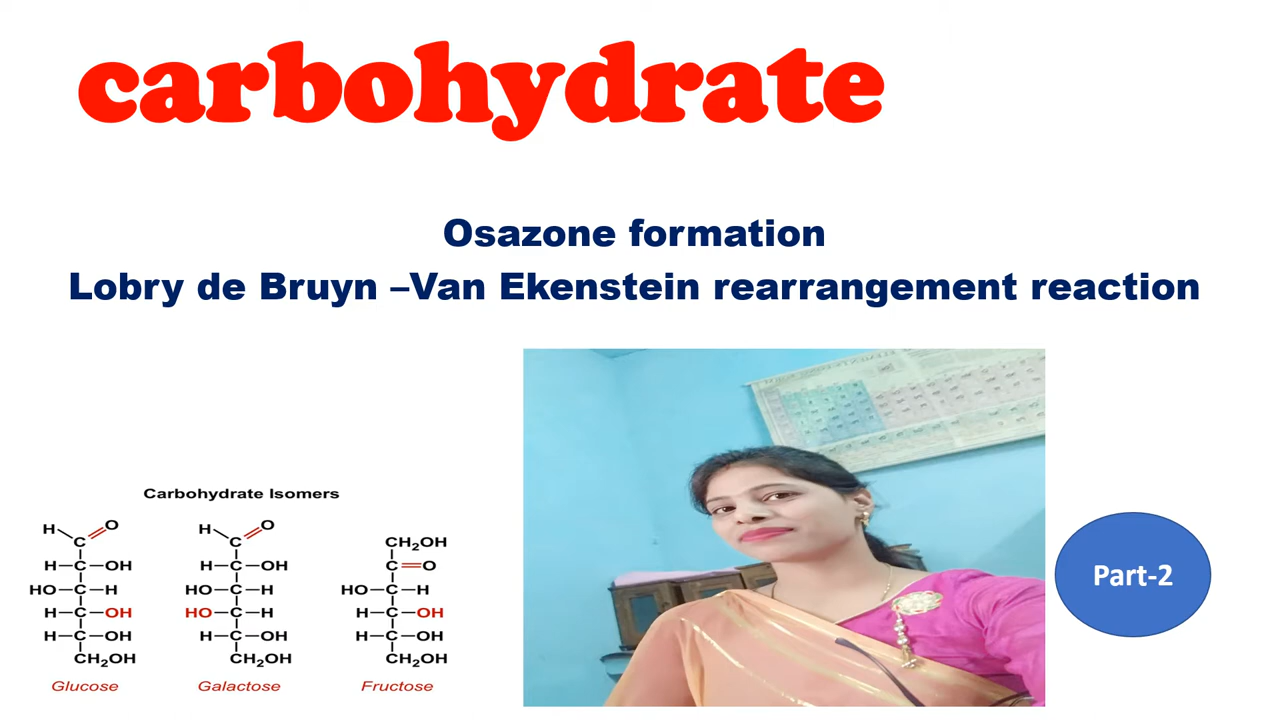 carbohydrate
Osazone formation
Lobry de Bruyn –Van Ekenstein rearrangement reaction
Carbohydrate Isomers
H O H O
C C CH₂OH
H–C–OH H–C–OH C=O
HO–C–H HO–C–H HO–C–H
H–C–OH HO–C–H H–C–OH
H–C–OH H–C–OH H–C–OH
CH₂OH CH₂OH CH₂OH
Glucose Galactose Fructose
Part-2